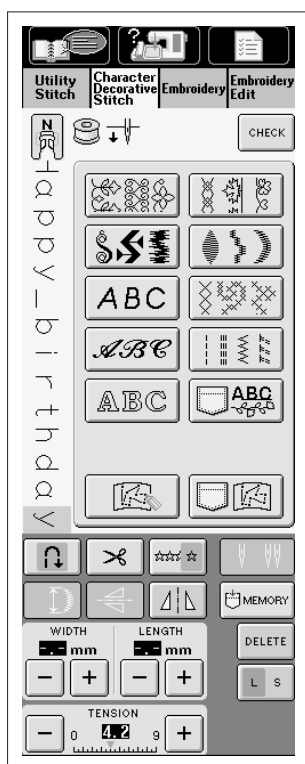 Utility Stitch
Character Decorative Stitch
Embroidery
Embroidery Edit
N
CHECK
Happy_birthday
ABC
ABC
ABC
ABC
MEMORY
WIDTH
LENGTH
-.- mm
-.- mm
DELETE
− +
− +
L S
TENSION
− 0 4.2 9 +